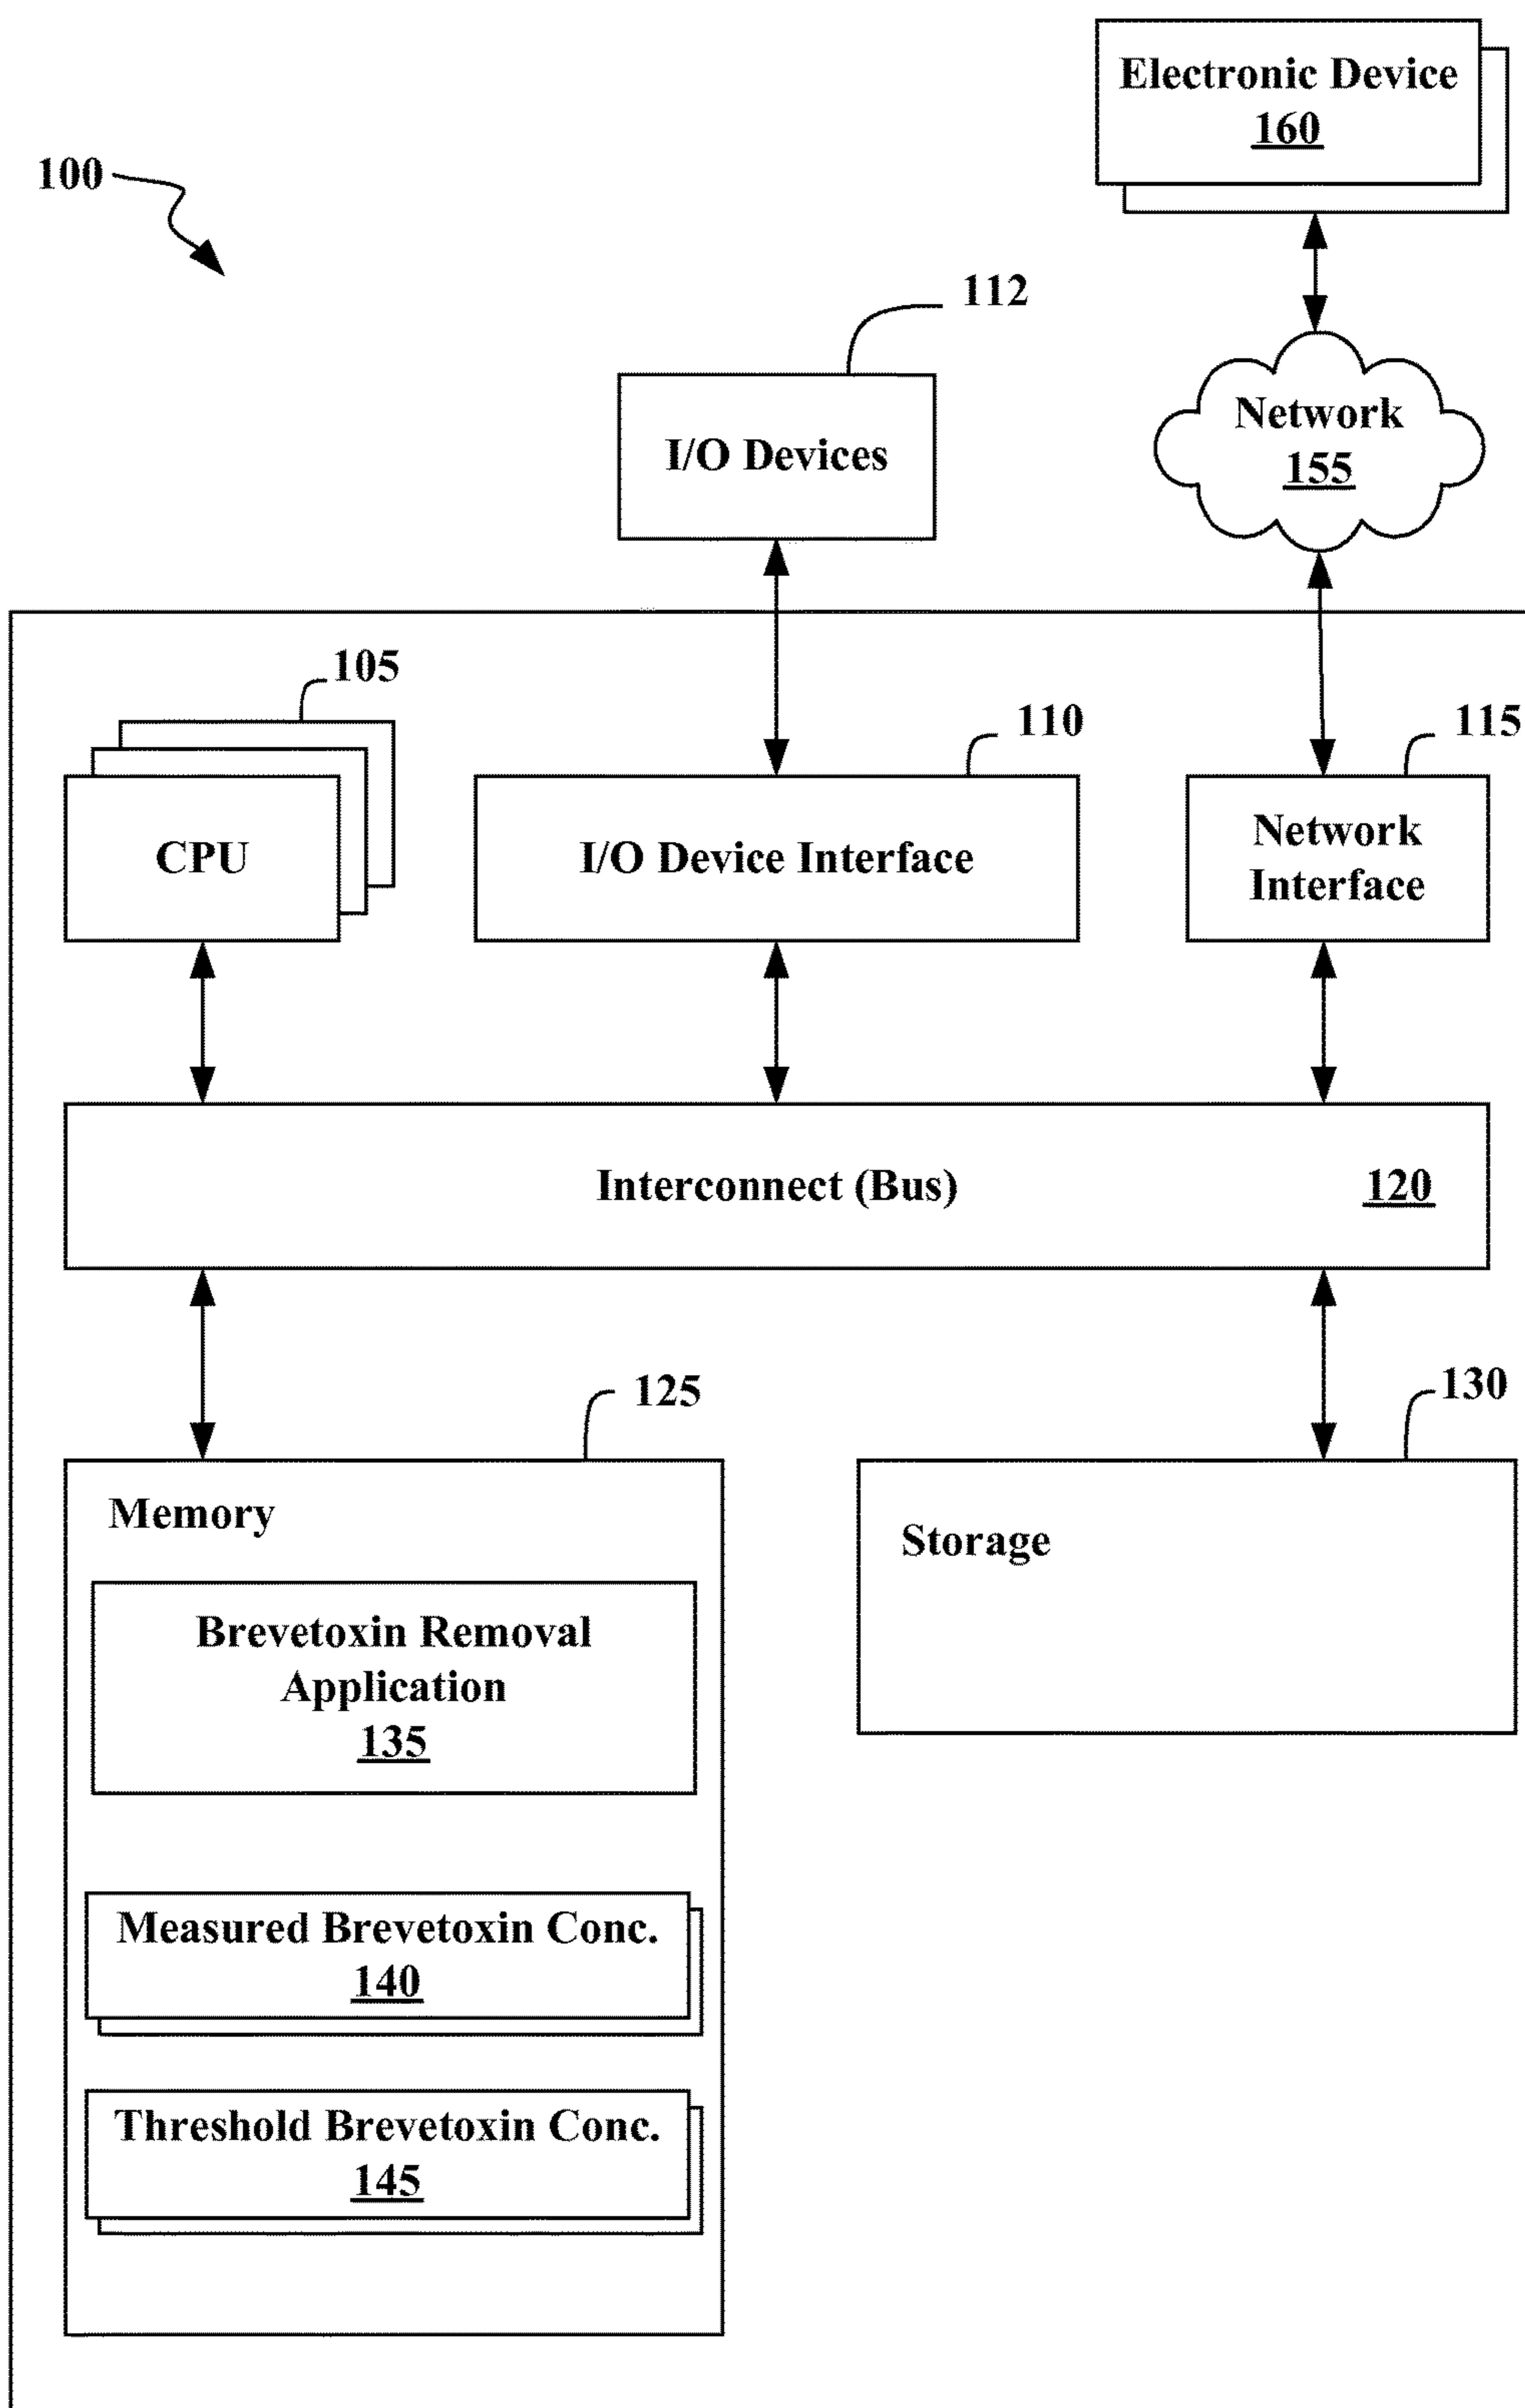 Electronic Device
160
100
112
I/O Devices
Network
155
105
110
115
CPU
I/O Device Interface
Network
Interface
Interconnect (Bus)
120
125
130
Memory
Storage
Brevetoxin Removal
Application
135
Measured Brevetoxin Conc.
140
Threshold Brevetoxin Conc.
145